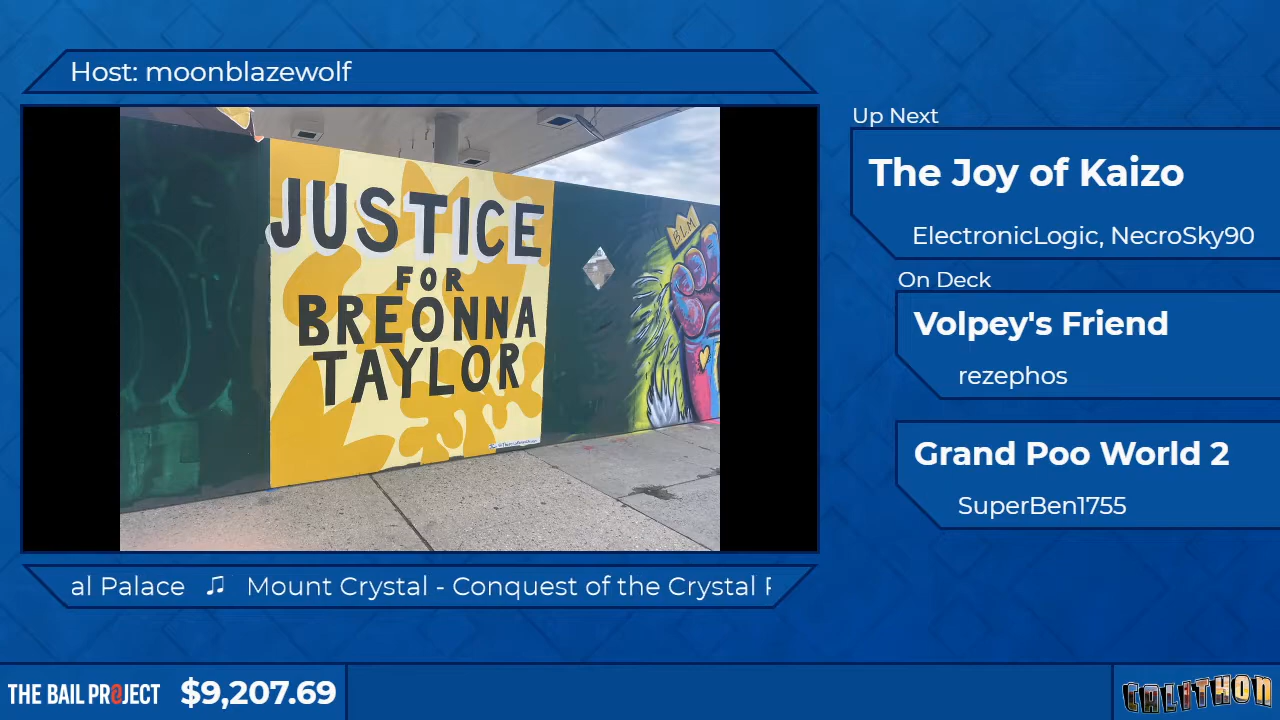 Host: moonblazewolf
Up Next
The Joy of Kaizo
ElectronicLogic, NecroSky90
On Deck
Volpey's Friend
rezephos
Grand Poo World 2
SuperBen1755
JUSTICE
FOR
BREONNA
TAYLOR
BLM
al Palace ♫ Mount Crystal - Conquest of the Crystal P
THE BAIL PROJECT $9,207.69
CALITHON